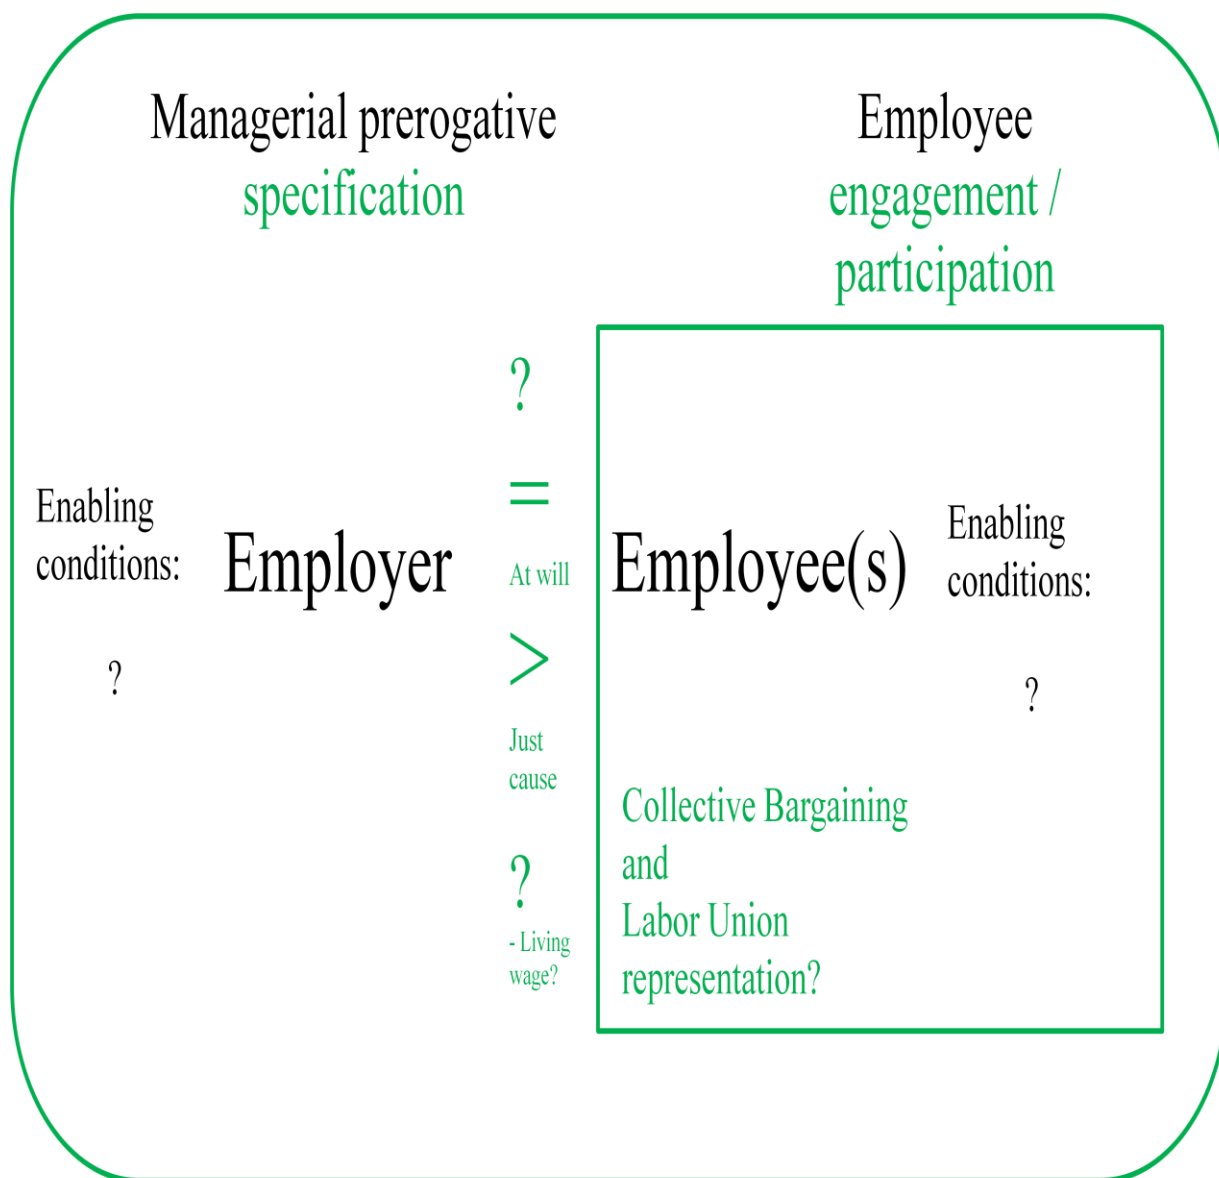 Managerial prerogative
specification
Employee
engagement /
participation
Enabling
conditions:
?
Employer
?
=
At will
>
Just
cause
?
- Living
wage?
Employee(s)
Enabling
conditions:
?
Collective Bargaining
and
Labor Union
representation?